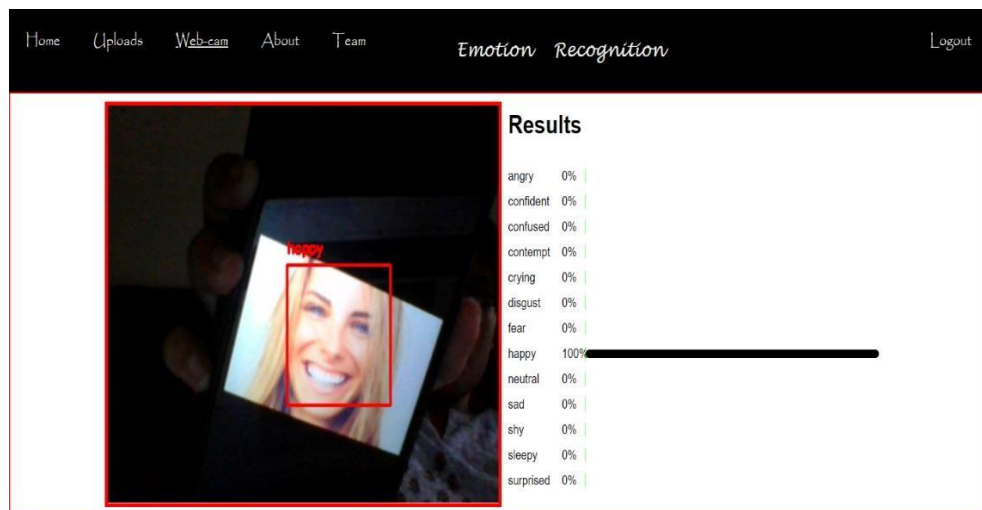 Home Uploads Web-cam About Team Emotion Recognition Logout
happy
Results
angry 0%
confident 0%
confused 0%
contempt 0%
crying 0%
disgust 0%
fear 0%
happy 100%
neutral 0%
sad 0%
shy 0%
sleepy 0%
surprised 0%